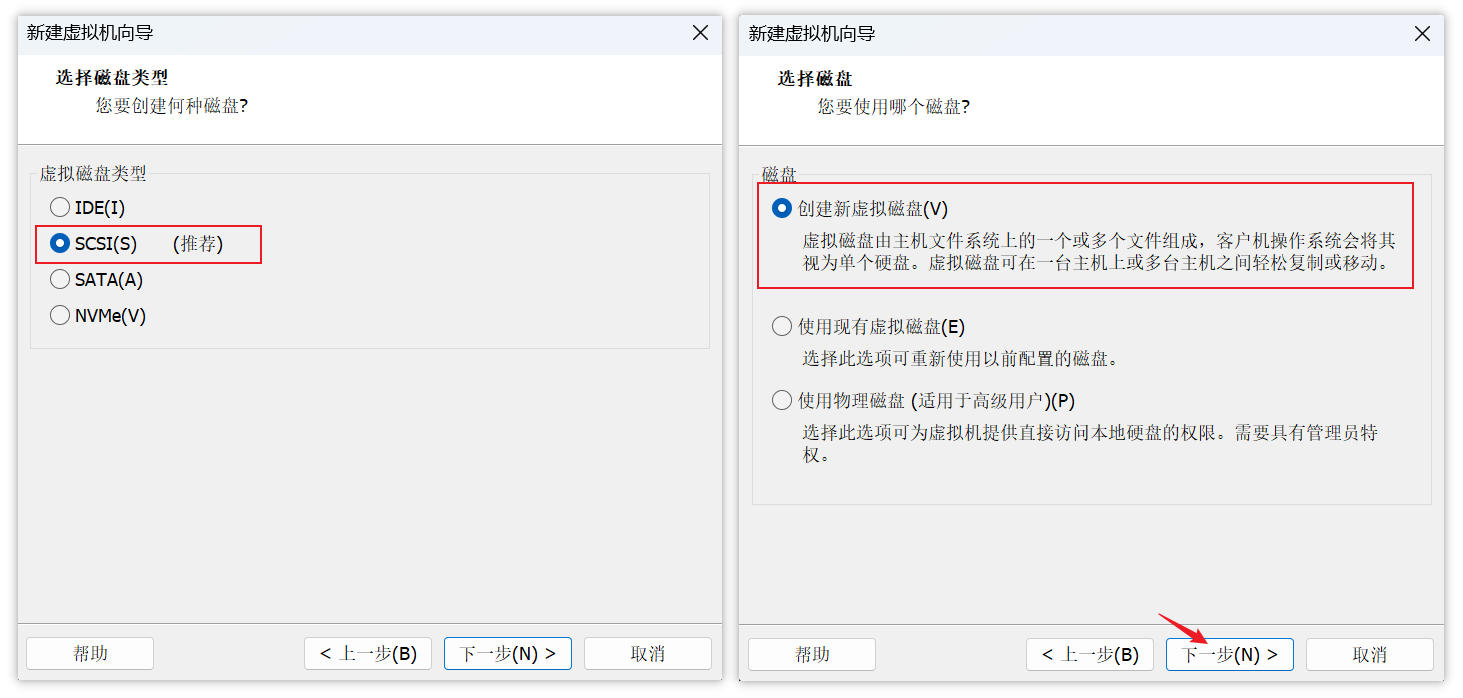 新建虚拟机向导
选择磁盘类型
您要创建何种磁盘?
虚拟磁盘类型
IDE(I)
SCSI(S) (推荐)
SATA(A)
NVMe(V)
帮助
< 上一步(B)
下一步(N) >
取消
新建虚拟机向导
选择磁盘
您要使用哪个磁盘?
磁盘
创建新虚拟磁盘(V)
虚拟磁盘由主机文件系统上的一个或多个文件组成，客户机操作系统会将其
视为单个硬盘。虚拟磁盘可在一台主机上或多台主机之间轻松复制或移动。
使用现有虚拟磁盘(E)
选择此选项可重新使用以前配置的磁盘。
使用物理磁盘 (适用于高级用户)(P)
选择此选项可为虚拟机提供直接访问本地硬盘的权限。需要具有管理员特
权。
帮助
< 上一步(B)
下一步(N) >
取消